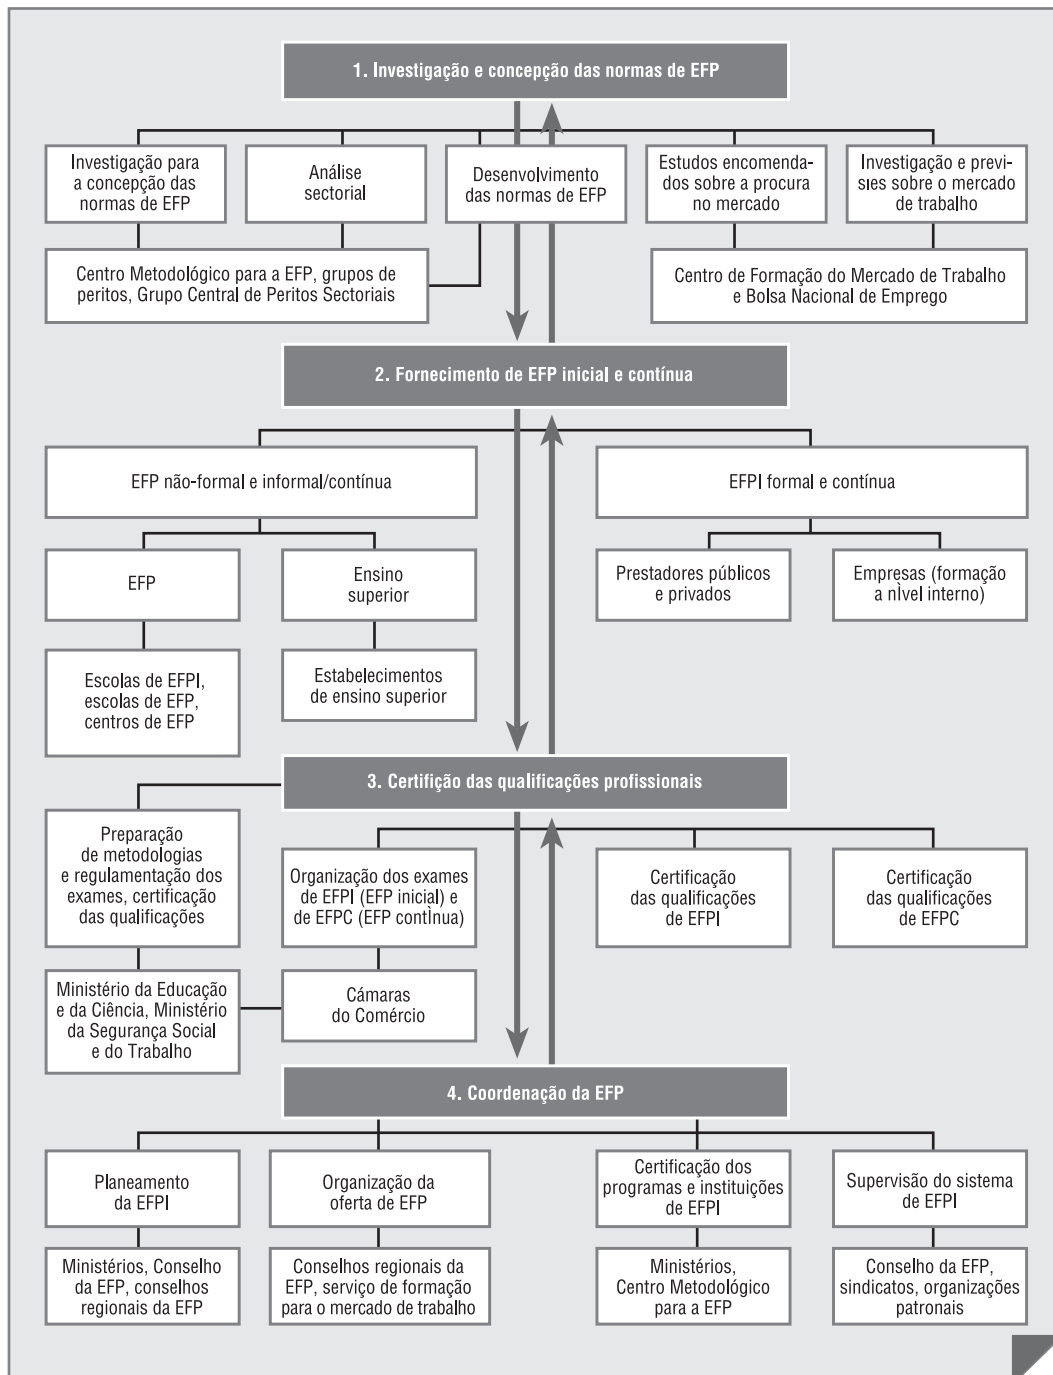 1. Investigação e concepção das normas de EFP
Investigação para
a concepção das
normas de EFP
Análise
sectorial
Desenvolvimento
das normas de EFP
Estudos encomenda-
dos sobre a procura
no mercado
Investigação e previ-
sies sobre o mercado
de trabalho
Centro Metodológico para a EFP, grupos de
peritos, Grupo Central de Peritos Sectoriais
Centro de Formação do Mercado de Trabalho
e Bolsa Nacional de Emprego
2. Fornecimento de EFP inicial e contínua
EFP não-formal e informal/contínua
EFPI formal e contínua
EFP
Ensino
superior
Prestadores públicos
e privados
Empresas (formação
a nÌvel interno)
Escolas de EFPI,
escolas de EFP,
centros de EFP
Estabelecimentos
de ensino superior
3. Certifição das qualificações profissionais
Preparação
de metodologias
e regulamentação dos
exames, certificação
das qualificações
Organização dos exames
de EFPI (EFP inicial) e
de EFPC (EFP contÌnua)
Certificação
das qualificações
de EFPI
Certificação
das qualificações
de EFPC
Ministério da Educação
e da Ciência, Ministério
da Segurança Social
e do Trabalho
Cámaras
do Comércio
4. Coordenação da EFP
Planeamento
da EFPI
Organização da
oferta de EFP
Certificação dos
programas e instituições
de EFPI
Supervisão do sistema
de EFPI
Ministérios, Conselho
da EFP, conselhos
regionais da EFP
Conselhos regionais da
EFP, serviço de formação
para o mercado de trabalho
Ministérios,
Centro Metodológico
para a EFP
Conselho da EFP,
sindicatos, organizações
patronais